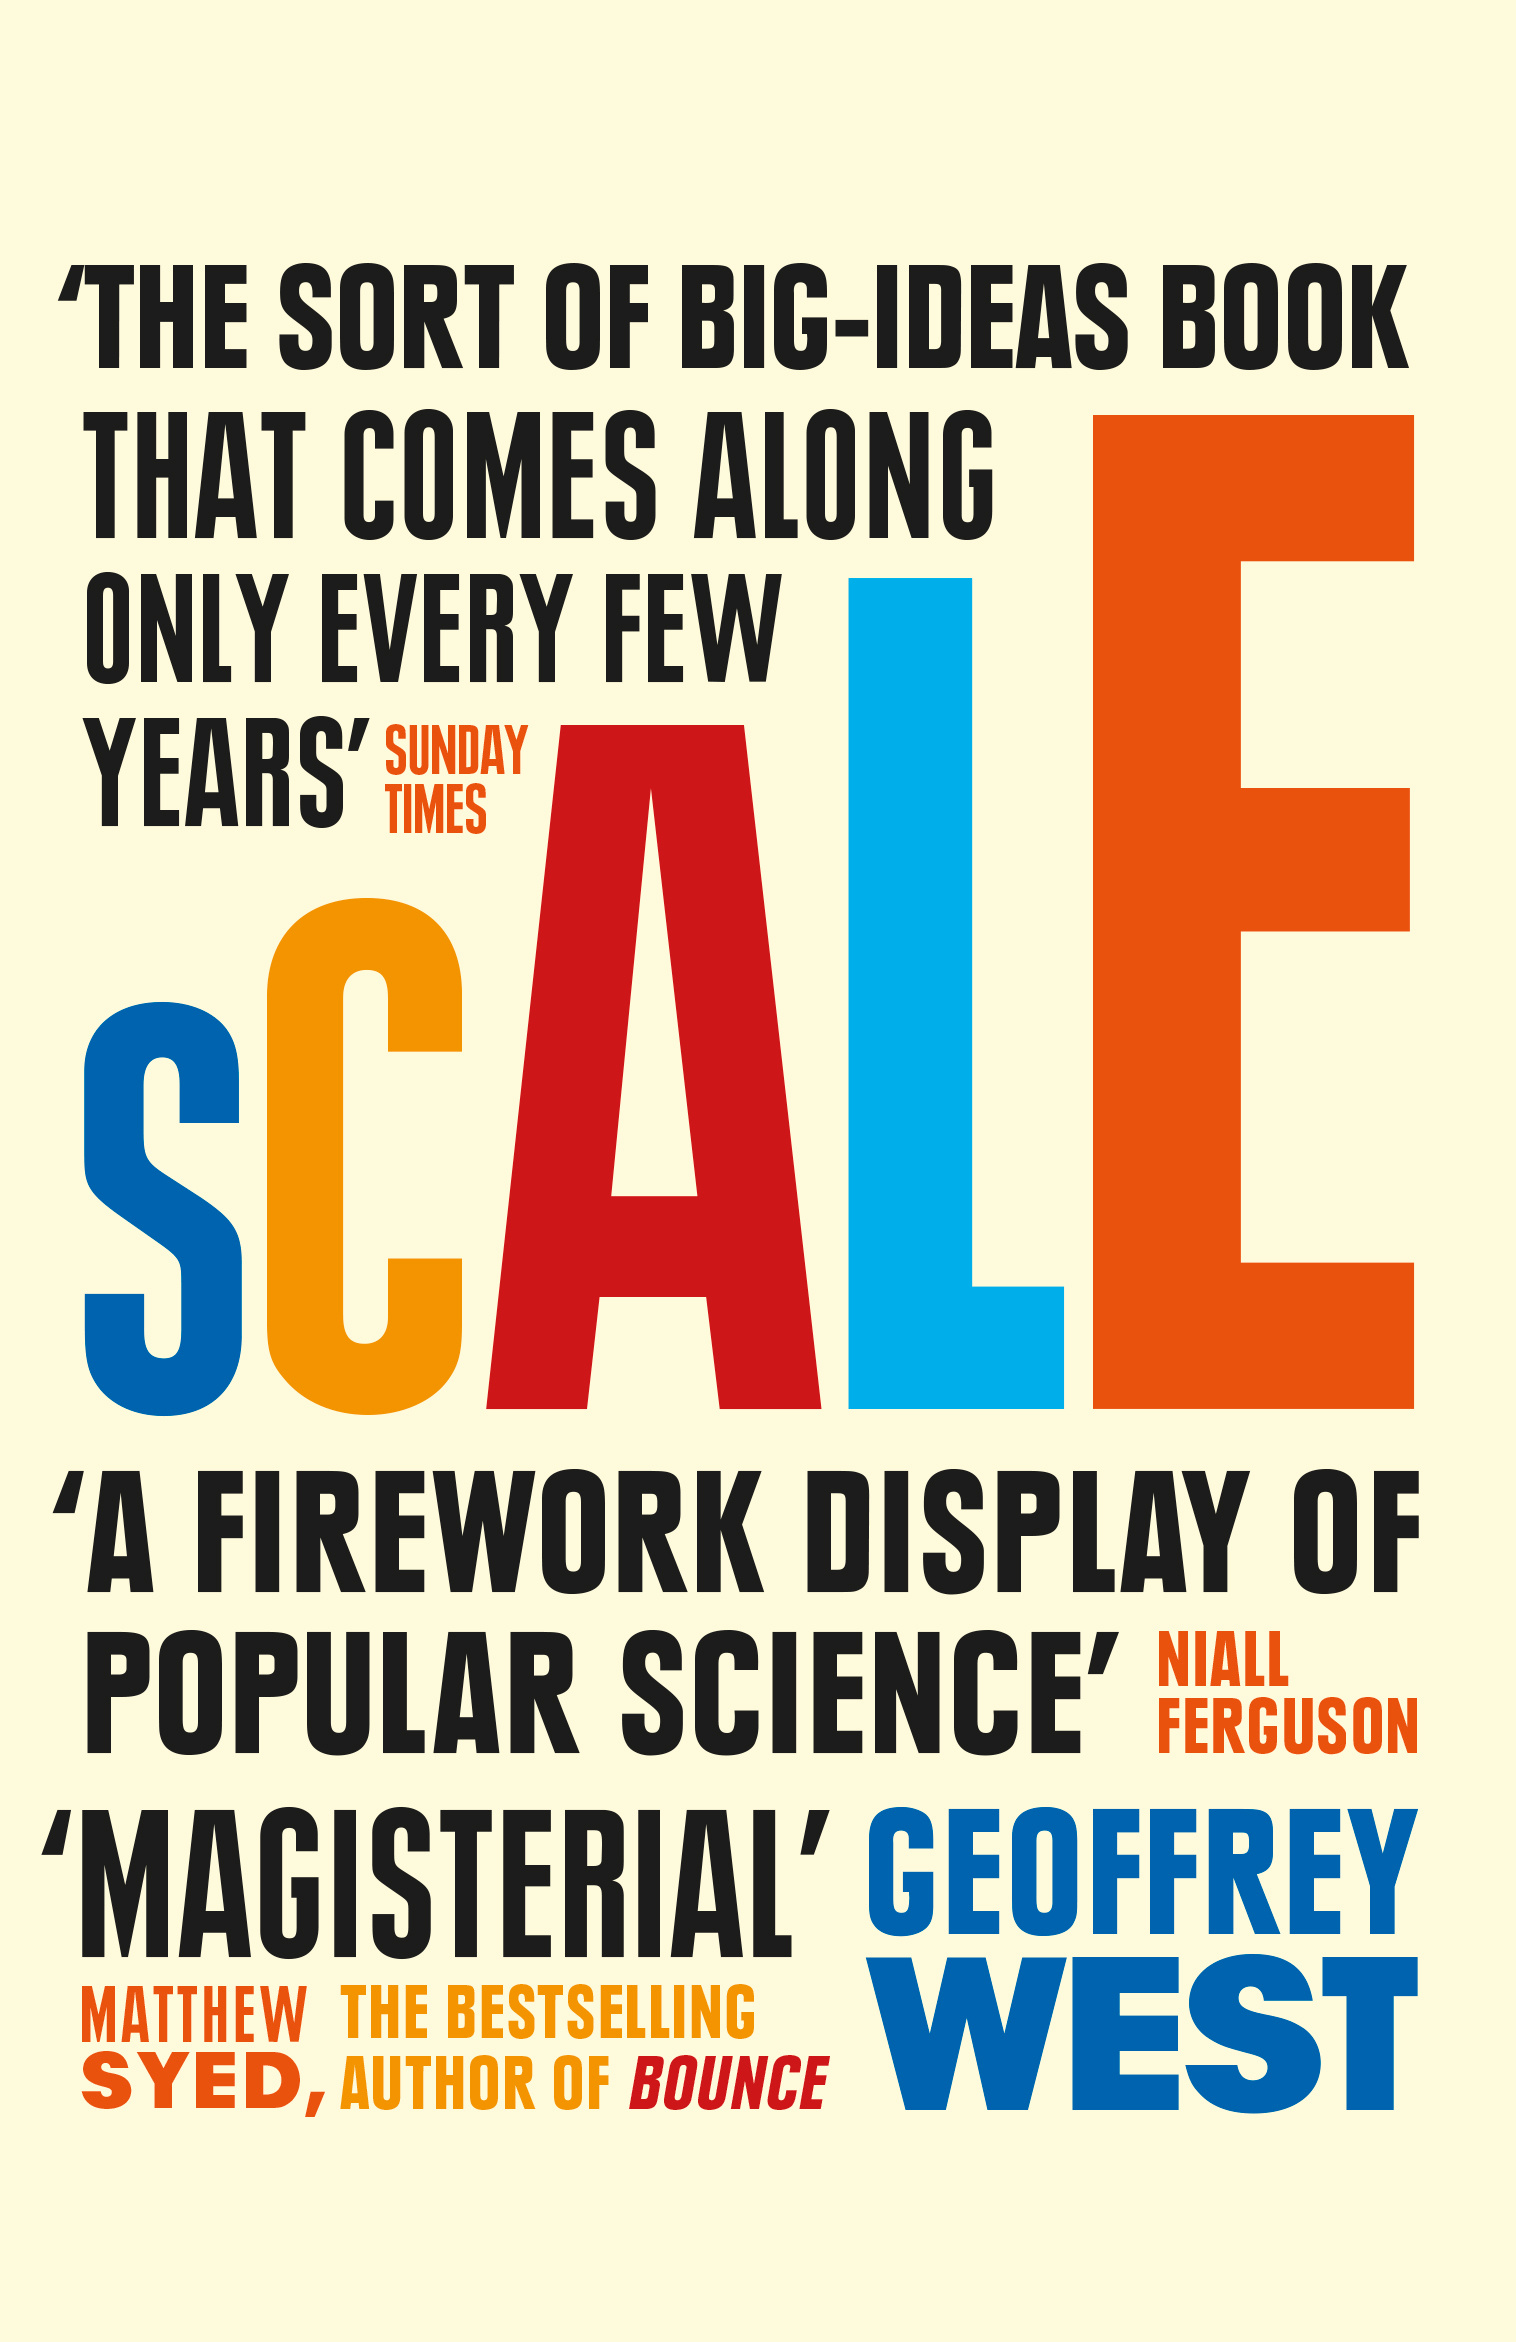 ‘THE SORT OF BIG-IDEAS BOOK
THAT COMES ALONG
ONLY EVERY FEW
YEARS’ SUNDAY
TIMES
SCALE
‘A FIREWORK DISPLAY OF
POPULAR SCIENCE’ NIALL
FERGUSON
‘MAGISTERIAL’
MATTHEW THE BESTSELLING
SYED, AUTHOR OF BOUNCE
GEOFFREY
WEST